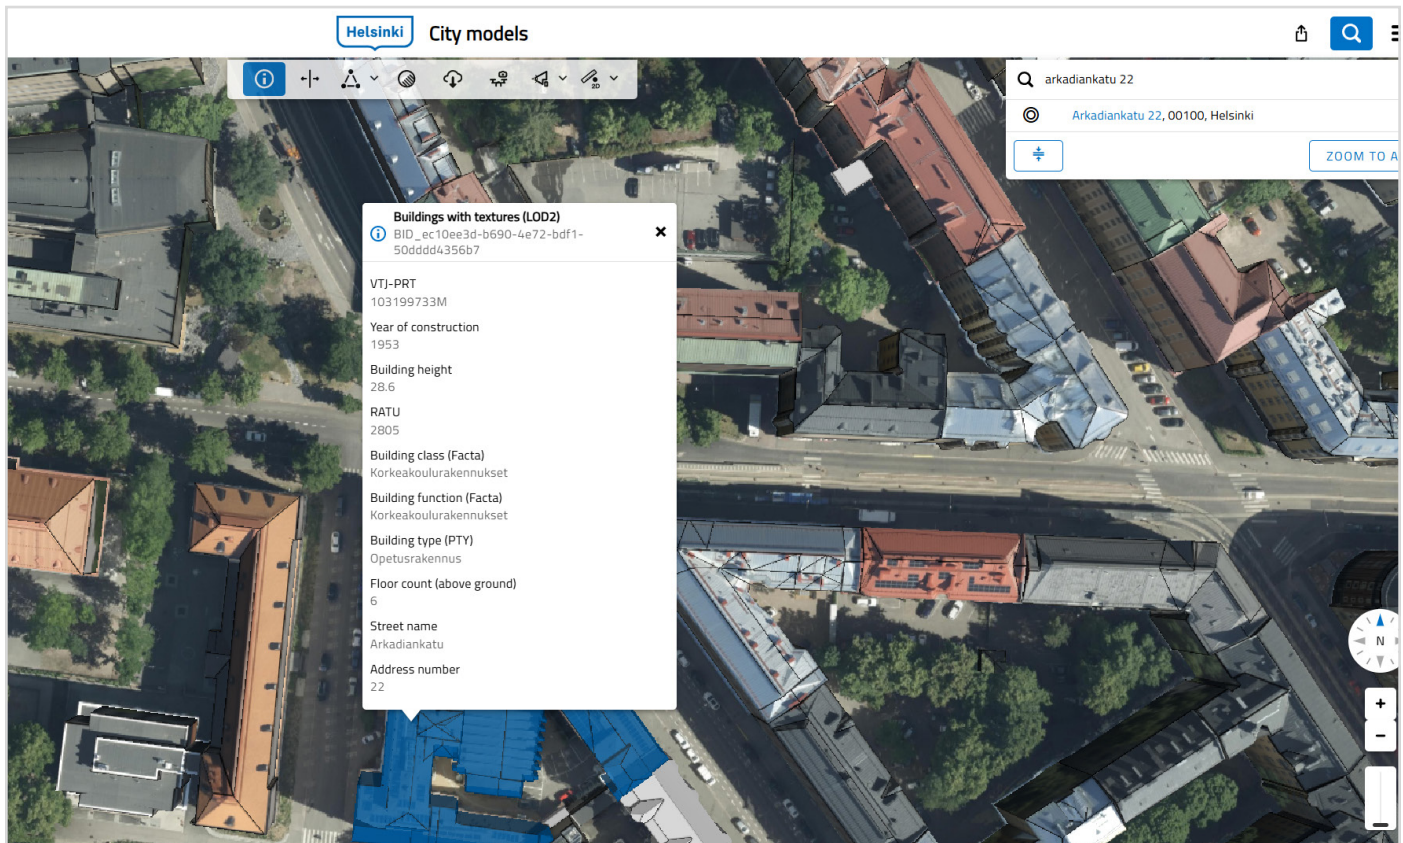 Helsinki
City models
2D
arkadiankatu 22
Arkadiankatu 22, 00100, Helsinki
ZOOM TO A
Buildings with textures (LOD2)
BID_ec10ee3d-b690-4e72-bdf1-
50dddd4356b7
VTJ-PRT
103199733M
Year of construction
1953
Building height
28.6
RATU
2805
Building class (Facta)
Korkeakoulurakennukset
Building function (Facta)
Korkeakoulurakennukset
Building type (PTY)
Opetusrakennus
Floor count (above ground)
6
Street name
Arkadiankatu
Address number
22
N
+
-